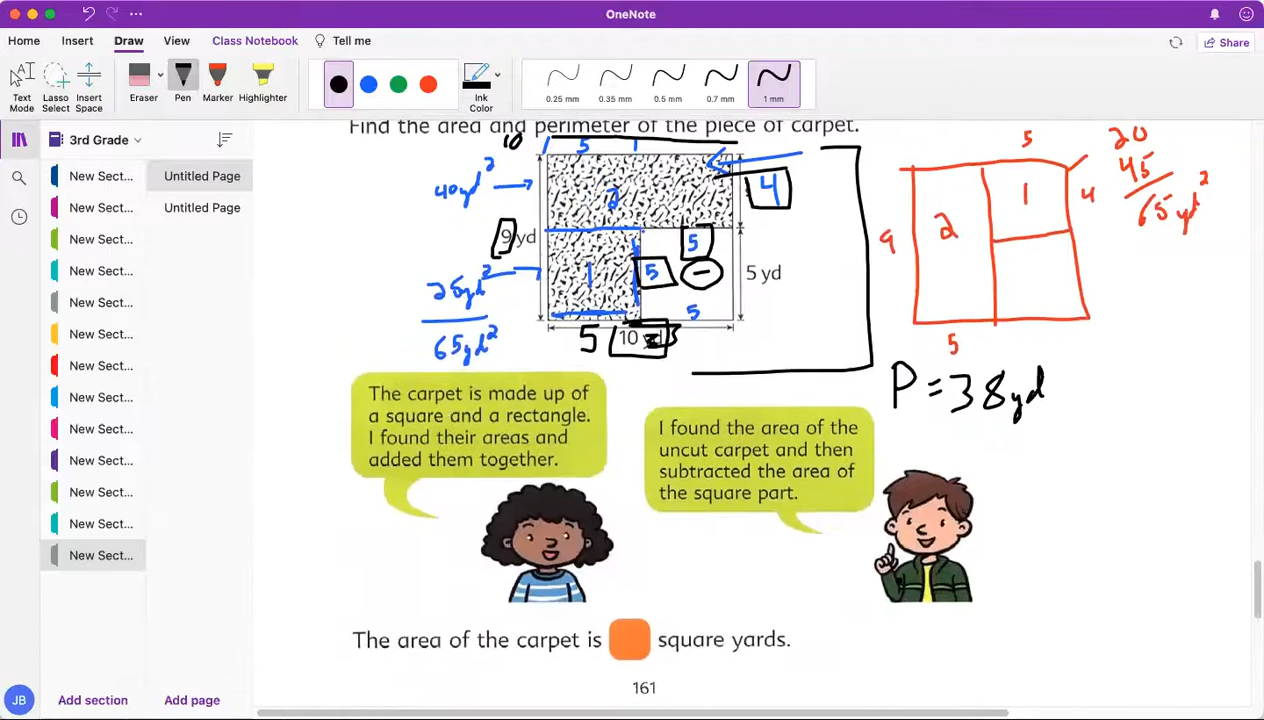 OneNote
Home Insert Draw View Class Notebook Tell me
Share
Text Mode
Lasso Select
Insert Space
Eraser
Pen
Marker
Highlighter
0.25 mm
0.35 mm
0.5 mm
0.7 mm
1 mm
Ink Color
3rd Grade
New Sect...
New Sect...
New Sect...
New Sect...
New Sect...
New Sect...
New Sect...
New Sect...
New Sect...
New Sect...
New Sect...
New Sect...
New Sect...
Untitled Page
Untitled Page
JB
Add section
Add page
Find the area and perimeter of the piece of carpet.
10
5
40yd²
2
4
9 yd
5
1
5
5
5 yd
25yd²
65yd²
5
10 yd
5
5
4
1
2
9
5
20
45
65yd²
P = 38yd
The carpet is made up of
a square and a rectangle.
I found their areas and
added them together.
I found the area of the
uncut carpet and then
subtracted the area of
the square part.
The area of the carpet is
square yards.
161